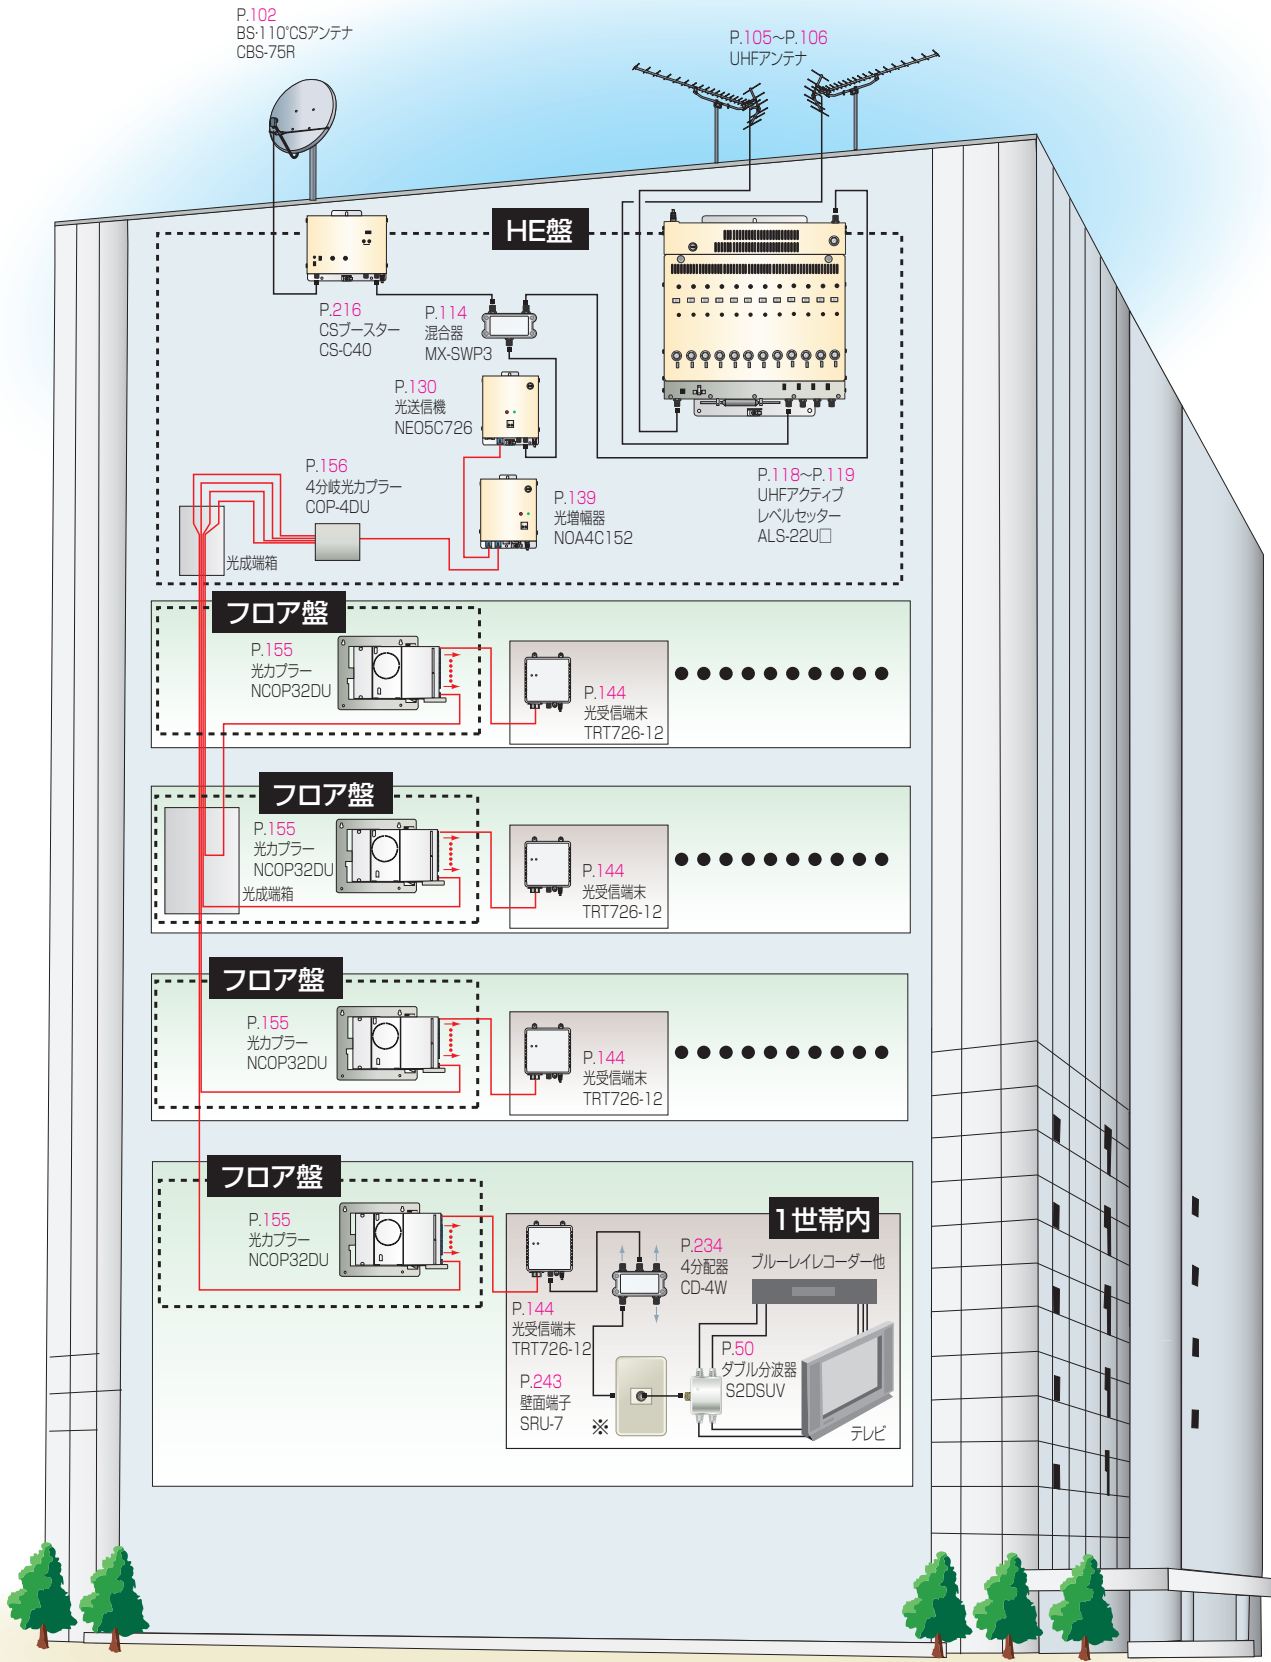 P.102
BS·110°CSアンテナ
CBS-75R
P.105〜P.106
UHFアンテナ
HE盤
P.216
CSブースター
CS-C40
P.114
混合器
MX-SWP3
P.130
光送信機
NEO5C726
P.156
4分岐光カプラー
COP-4DU
P.139
光増幅器
NOA4C152
P.118〜P.119
UHFアクティブ
レベルセッター
ALS-22U□
光成端箱
フロア盤
P.155
光カプラー
NCOP32DU
P.144
光受信端末
TRT726-12
フロア盤
P.155
光カプラー
NCOP32DU
光成端箱
P.144
光受信端末
TRT726-12
フロア盤
P.155
光カプラー
NCOP32DU
P.144
光受信端末
TRT726-12
フロア盤
P.155
光カプラー
NCOP32DU
1世帯内
P.234
4分配器
CD-4W
ブルーレイレコーダー他
P.144
光受信端末
TRT726-12
P.50
ダブル分波器
S2DSUV
P.243
壁面端子
SRU-7
※
テレビ